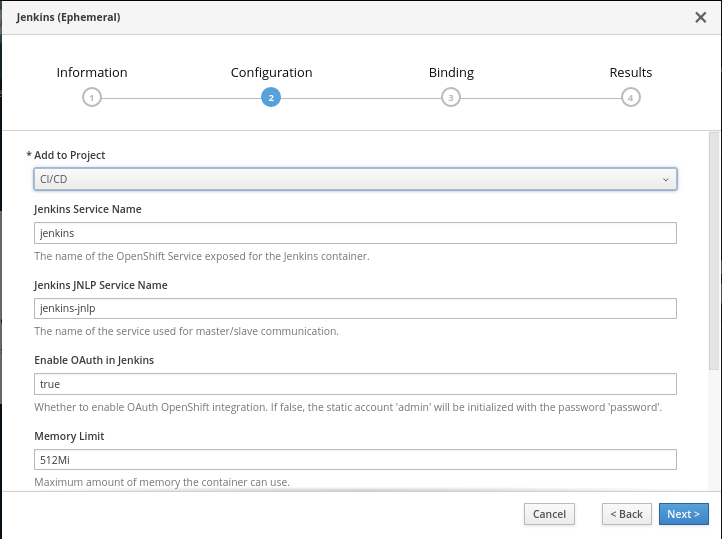 Jenkins (Ephemeral)
Information Configuration Binding Results
1 2 3 4
* Add to Project
CI/CD
Jenkins Service Name
jenkins
The name of the OpenShift Service exposed for the Jenkins container.
Jenkins JNLP Service Name
jenkins-jnlp
The name of the service used for master/slave communication.
Enable OAuth in Jenkins
true
Whether to enable OAuth OpenShift integration. If false, the static account 'admin' will be initialized with the password 'password'.
Memory Limit
512Mi
Maximum amount of memory the container can use.
Cancel < Back Next >